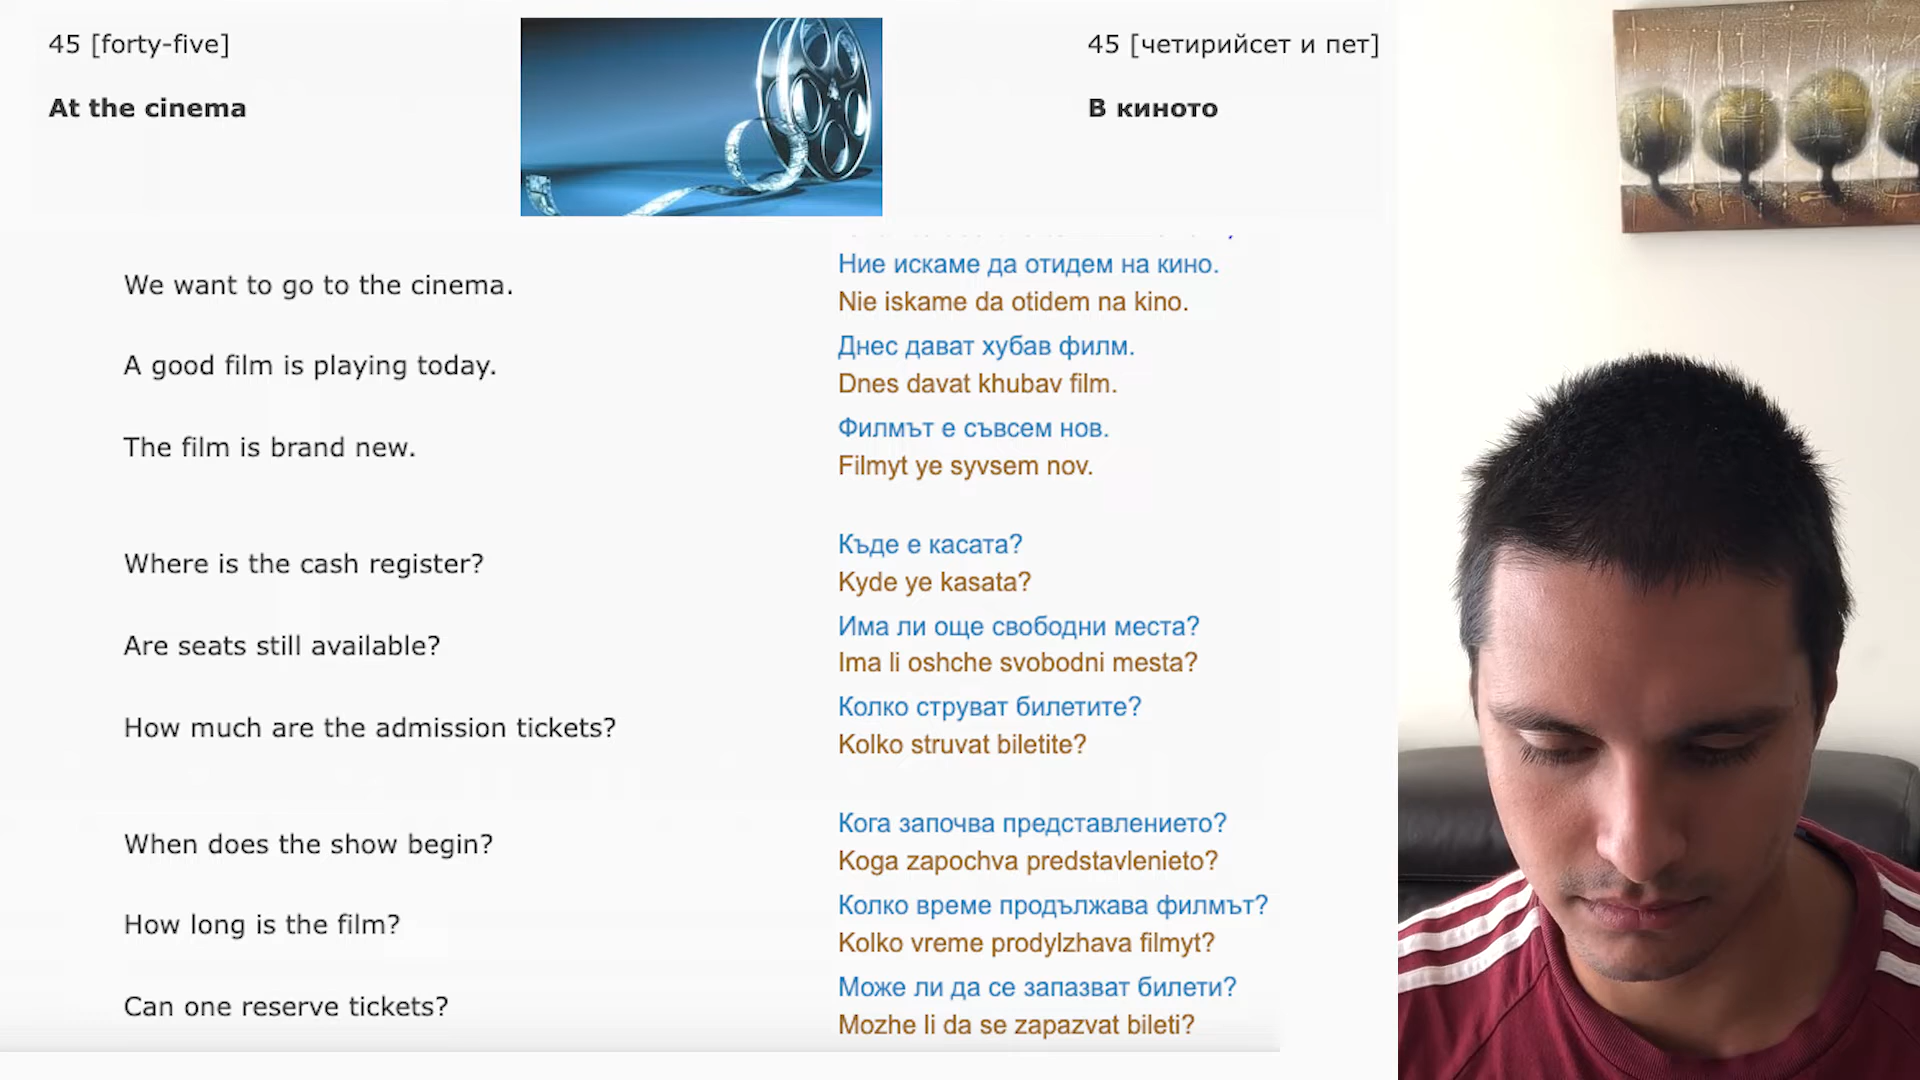 45 [forty-five]
45 [четирийсет и пет]
At the cinema
В киното
We want to go to the cinema.
Ние искаме да отидем на кино.
Nie iskame da otidem na kino.
A good film is playing today.
Днес дават хубав филм.
Dnes davat khubav film.
The film is brand new.
Филмът е съвсем нов.
Filmyt ye syvsem nov.
Where is the cash register?
Къде е касата?
Kyde ye kasata?
Are seats still available?
Има ли още свободни места?
Ima li oshche svobodni mesta?
How much are the admission tickets?
Колко струват билетите?
Kolko struvat biletite?
When does the show begin?
Кога започва представлението?
Koga zapochva predstavlenieto?
How long is the film?
Колко време продължава филмът?
Kolko vreme prodylzhava filmyt?
Can one reserve tickets?
Може ли да се запазват билети?
Mozhe li da se zapazvat bileti?